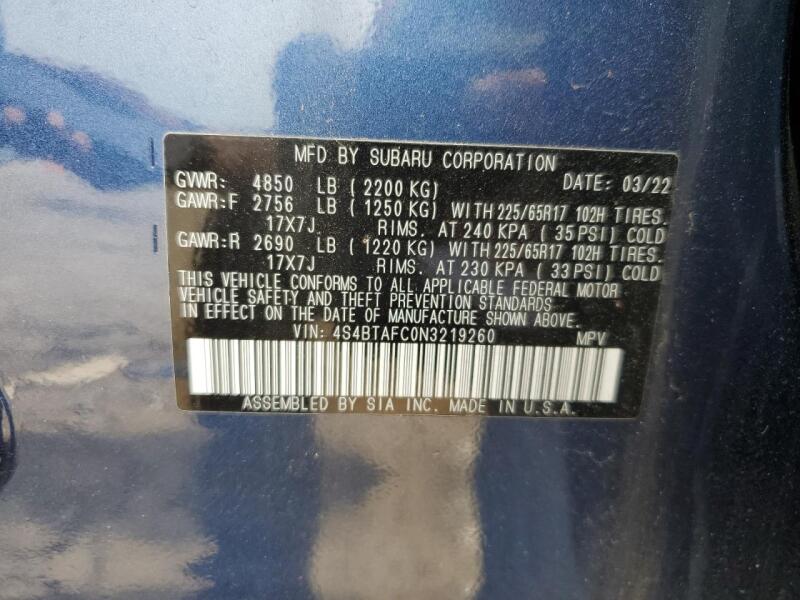 MFD BY SUBARU CORPORATION
GVWR: 4850 LB (2200 KG) DATE: 03/22
GAWR:F 2756 LB (1250 KG) WITH 225/65R17 102H TIRES.
17X7J RIMS. AT 240 KPA (35 PSI) COLD
GAWR:R 2690 LB (1220 KG) WITH 225/65R17 102H TIRES.
17X7J RIMS. AT 230 KPA (33 PSI) COLD
THIS VEHICLE CONFORMS TO ALL APPLICABLE FEDERAL MOTOR
VEHICLE SAFETY AND THEFT PREVENTION STANDARDS
IN EFFECT ON THE DATE OF MANUFACTURE SHOWN ABOVE.
VIN: 4S4BTAFC0N3219260 MPV
ASSEMBLED BY SIA INC. MADE IN U.S.A.